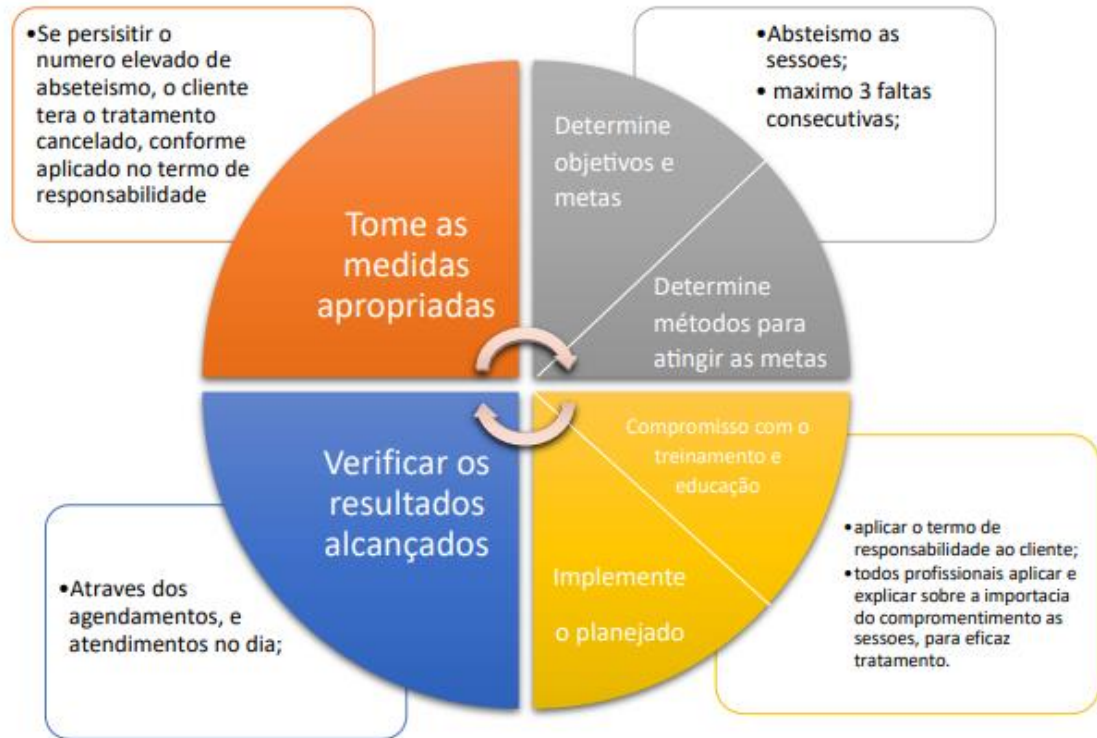 •Se persisitir o
numero elevado de
abseteismo, o cliente
tera o tratamento
cancelado, conforme
aplicado no termo de
responsabilidade
Tome as
medidas
apropriadas
Determine
objetivos e
metas
Determine
métodos para
atingir as metas
•Absteismo as
sessoes;
• maximo 3 faltas
consecutivas;
Verificar os
resultados
alcançados
•Atraves dos
agendamentos, e
atendimentos no dia;
Compromisso com o
treinamento e
educação
Implemente
o planejado
•aplicar o termo de
responsabilidade ao cliente;
•todos profissionais aplicar e
explicar sobre a importacia
do compromentimento as
sessoes, para eficaz
tratamento.